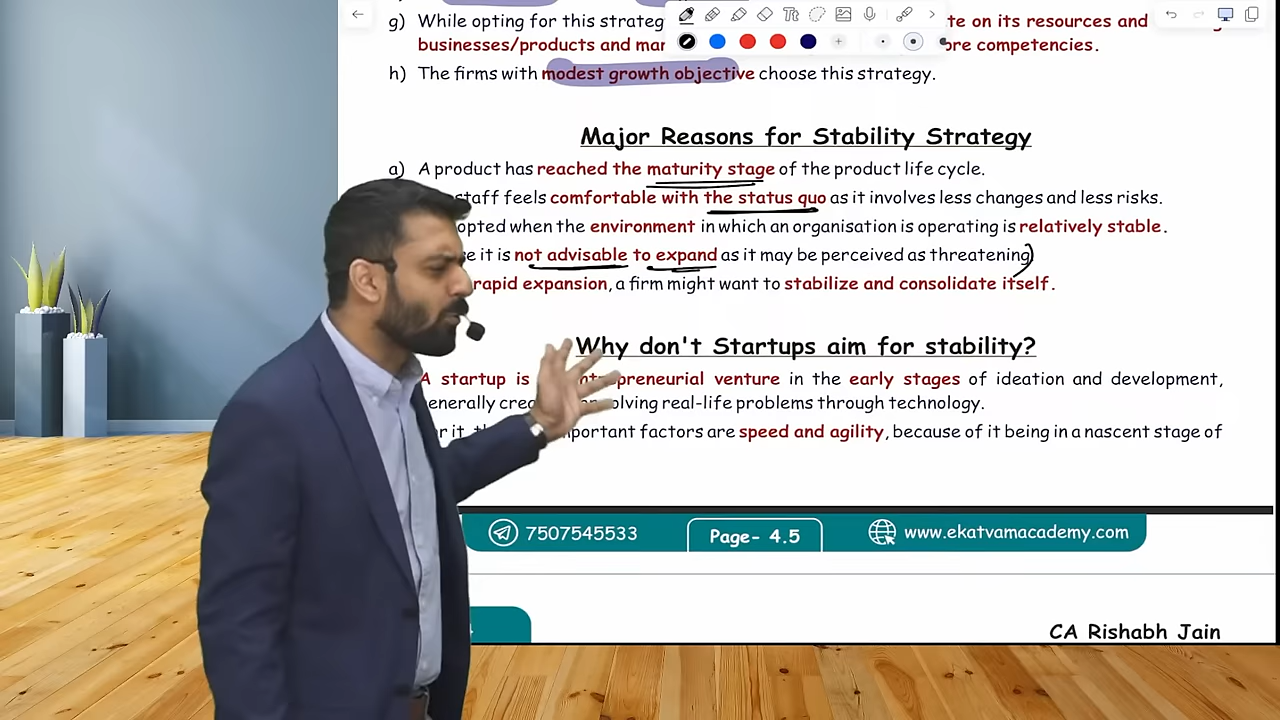 g) While opting for this strateg te on its resources and g
businesses/products and mar ore competencies.
h) The firms with modest growth objective choose this strategy.
Major Reasons for Stability Strategy
a) A product has reached the maturity stage of the product life cycle.
staff feels comfortable with the status quo as it involves less changes and less risks.
opted when the environment in which an organisation is operating is relatively stable.
se it is not advisable to expand as it may be perceived as threatening
rapid expansion, a firm might want to stabilize and consolidate itself.
Why don't Startups aim for stability?
A startup is entrepreneurial venture in the early stages of ideation and development,
enerally crea olving real-life problems through technology.
or it, th mportant factors are speed and agility, because of it being in a nascent stage of
7507545533 Page- 4.5 www.ekatvamacademy.com
CA Rishabh Jain